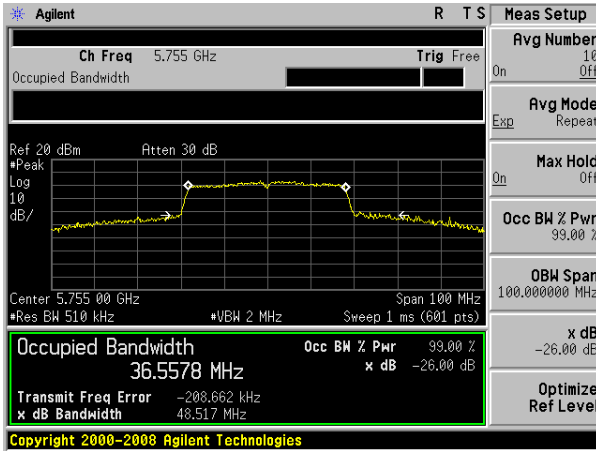 Agilent R T S Meas Setup
Avg Number
10
On Off
Ch Freq 5.755 GHz Trig Free
Occupied Bandwidth
Avg Mode
Exp Repeat
Ref 20 dBm Atten 30 dB
#Peak
Log
10
dB/
Max Hold
On Off
Occ BW % Pwr
99.00 %
OBW Span
100.000000 MHz
Center 5.755 00 GHz Span 100 MHz
#Res BW 510 kHz #VBW 2 MHz Sweep 1 ms (601 pts)
x dB
-26.00 dB
Occupied Bandwidth Occ BW % Pwr 99.00 %
36.5578 MHz x dB -26.00 dB
Transmit Freq Error -208.662 kHz
x dB Bandwidth 48.517 MHz
Optimize
Ref Level
Copyright 2000-2008 Agilent Technologies